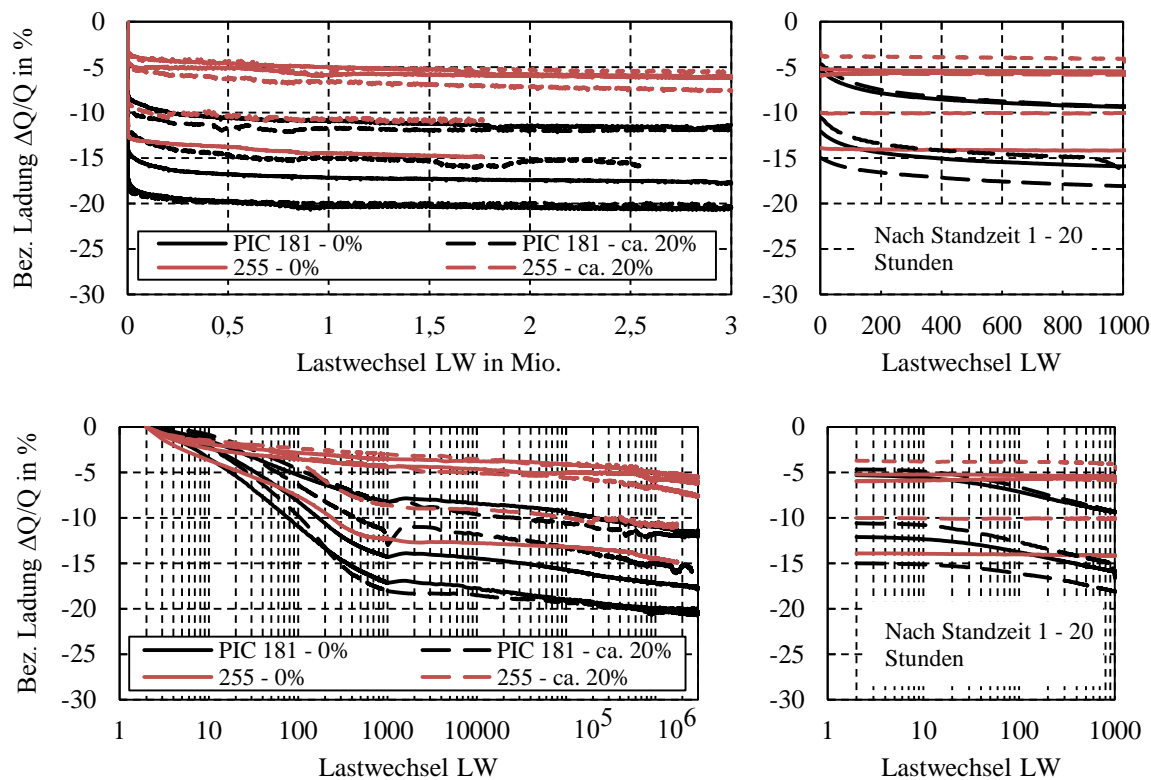 Bez. Ladung ΔQ/Q in %
0
-5
-10
-15
-20
-25
-30
PIC 181 - 0%
PIC 181 - ca. 20%
255 - 0%
255 - ca. 20%
0
0,5
1
1,5
2
2,5
3
Lastwechsel LW in Mio.
0
-5
-10
-15
-20
-25
-30
Nach Standzeit 1 - 20
Stunden
0
200
400
600
800
1000
Lastwechsel LW
Bez. Ladung ΔQ/Q in %
0
-5
-10
-15
-20
-25
-30
PIC 181 - 0%
PIC 181 - ca. 20%
255 - 0%
255 - ca. 20%
1
10
100
1000
10000
10⁵
10⁶
Lastwechsel LW
0
-5
-10
-15
-20
-25
-30
Nach Standzeit 1 - 20
Stunden
1
10
100
1000
Lastwechsel LW